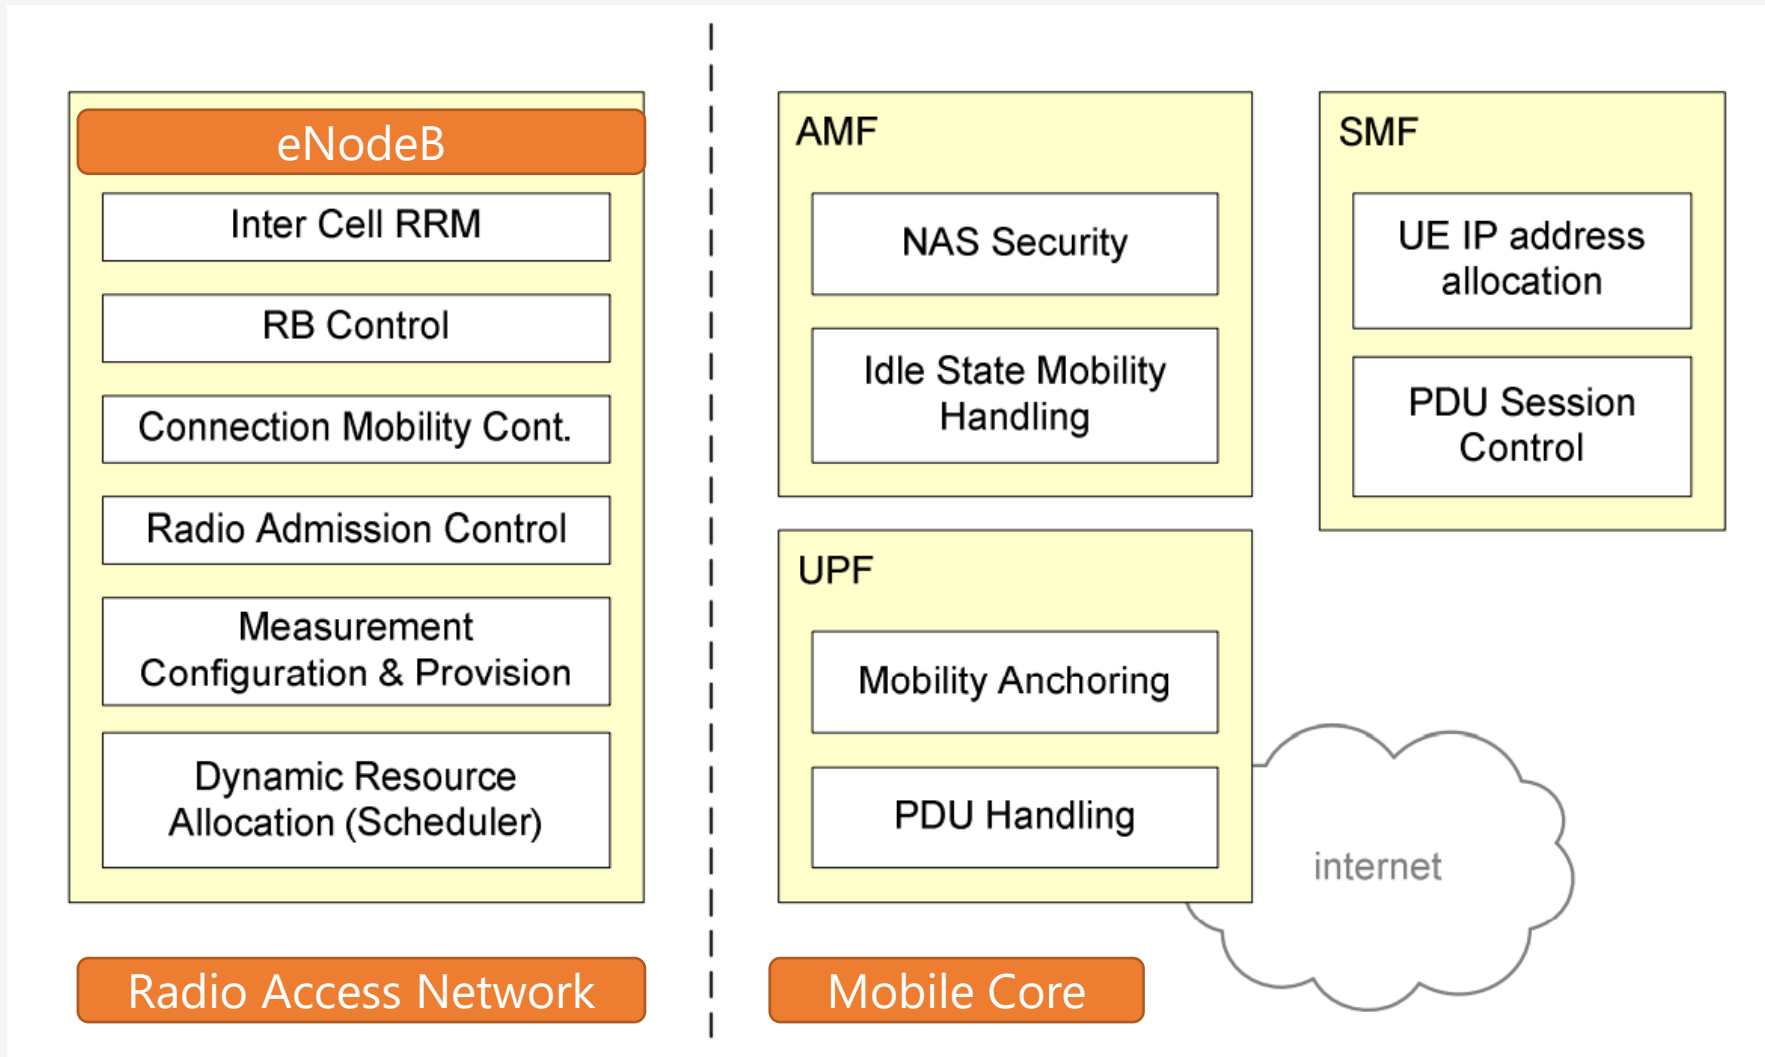 eNodeB
Inter Cell RRM
RB Control
Connection Mobility Cont.
Radio Admission Control
Measurement
Configuration & Provision
Dynamic Resource
Allocation (Scheduler)
Radio Access Network
AMF
NAS Security
Idle State Mobility
Handling
SMF
UE IP address
allocation
PDU Session
Control
UPF
Mobility Anchoring
PDU Handling
internet
Mobile Core